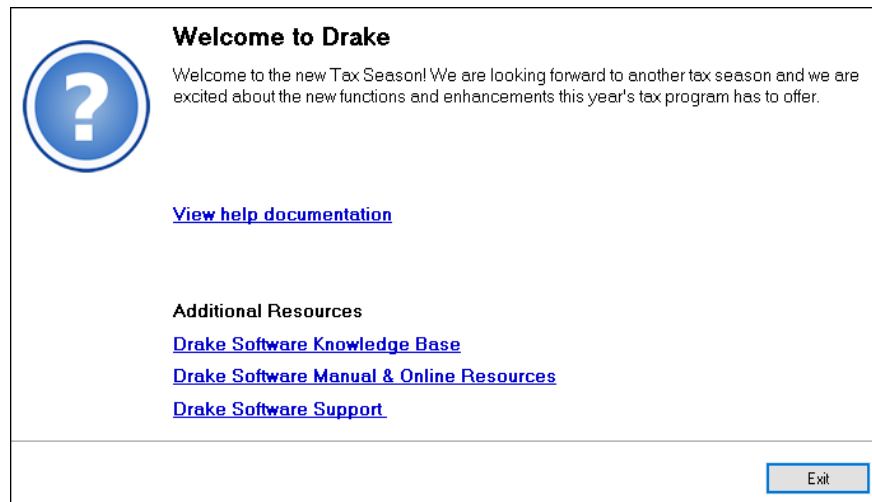 Welcome to Drake
Welcome to the new Tax Season! We are looking forward to another tax season and we are
excited about the new functions and enhancements this year's tax program has to offer.
View help documentation
Additional Resources
Drake Software Knowledge Base
Drake Software Manual & Online Resources
Drake Software Support
Exit